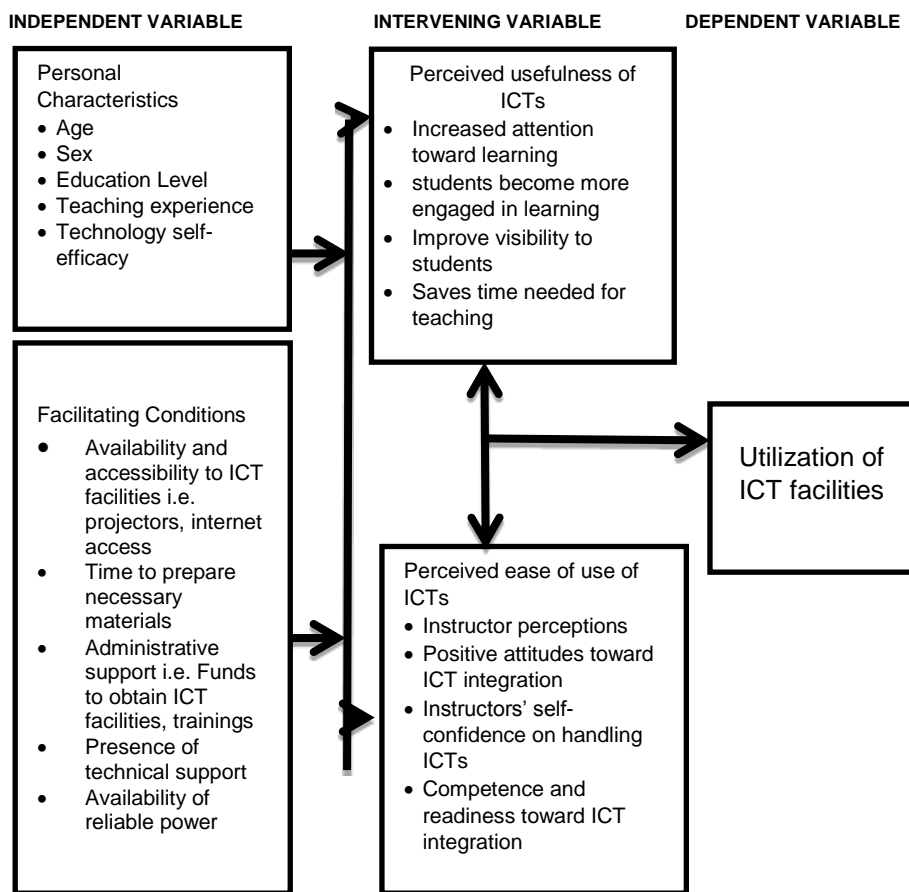 INDEPENDENT VARIABLE
INTERVENING VARIABLE
DEPENDENT VARIABLE
Personal
Characteristics
• Age
• Sex
• Education Level
• Teaching experience
• Technology self-
efficacy
Facilitating Conditions
• Availability and
accessibility to ICT
facilities i.e.
projectors, internet
access
• Time to prepare
necessary
materials
• Administrative
support i.e. Funds
to obtain ICT
facilities, trainings
• Presence of
technical support
• Availability of
reliable power
Perceived usefulness of
ICTs
• Increased attention
toward learning
• students become more
engaged in learning
• Improve visibility to
students
• Saves time needed for
teaching
Perceived ease of use of
ICTs
• Instructor perceptions
• Positive attitudes toward
ICT integration
• Instructors’ self-
confidence on handling
ICTs
• Competence and
readiness toward ICT
integration
Utilization of
ICT facilities